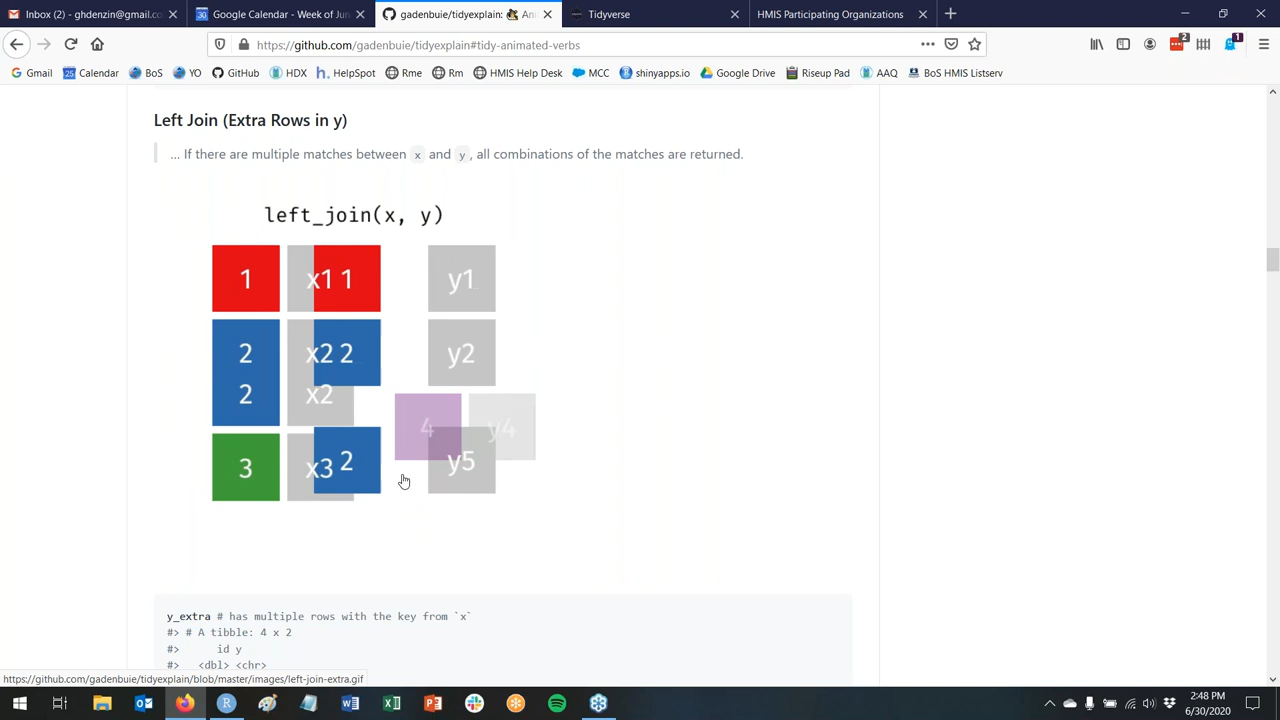 Inbox (2) - ghdenzin@gmail.co
Google Calendar - Week of Jun
gadenbuie/tidyexplain: Ani
Tidyverse
HMIS Participating Organizations
https://github.com/gadenbuie/tidyexplain#tidy-animated-verbs
2
1
Gmail
Calendar
BoS
YO
GitHub
HDX
HelpSpot
Rme
Rm
HMIS Help Desk
MCC
shinyapps.io
Google Drive
Riseup Pad
AAQ
BoS HMIS Listserv
Left Join (Extra Rows in y)
... If there are multiple matches between x and y, all combinations of the matches are returned.
left_join(x, y)
1 x1 1 y1
2 x2 2 y2
2 x2
4 y4
3 x3 2 y5
y_extra # has multiple rows with the key from `x`
#> # A tibble: 4 x 2
#> id y
#> <dbl> <chr>
https://github.com/gadenbuie/tidyexplain/blob/master/images/left-join-extra.gif
2:48 PM
6/30/2020